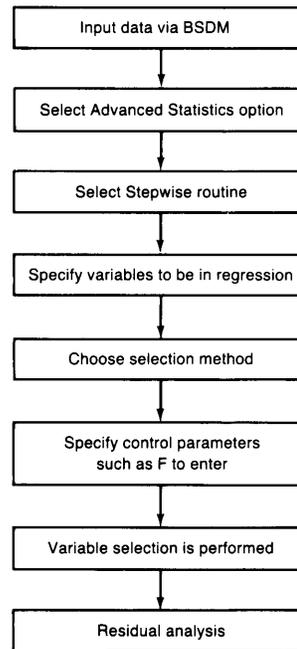 Input data via BSDM
Select Advanced Statistics option
Select Stepwise routine
Specify variables to be in regression
Choose selection method
Specify control parameters
such as F to enter
Variable selection is performed
Residual analysis